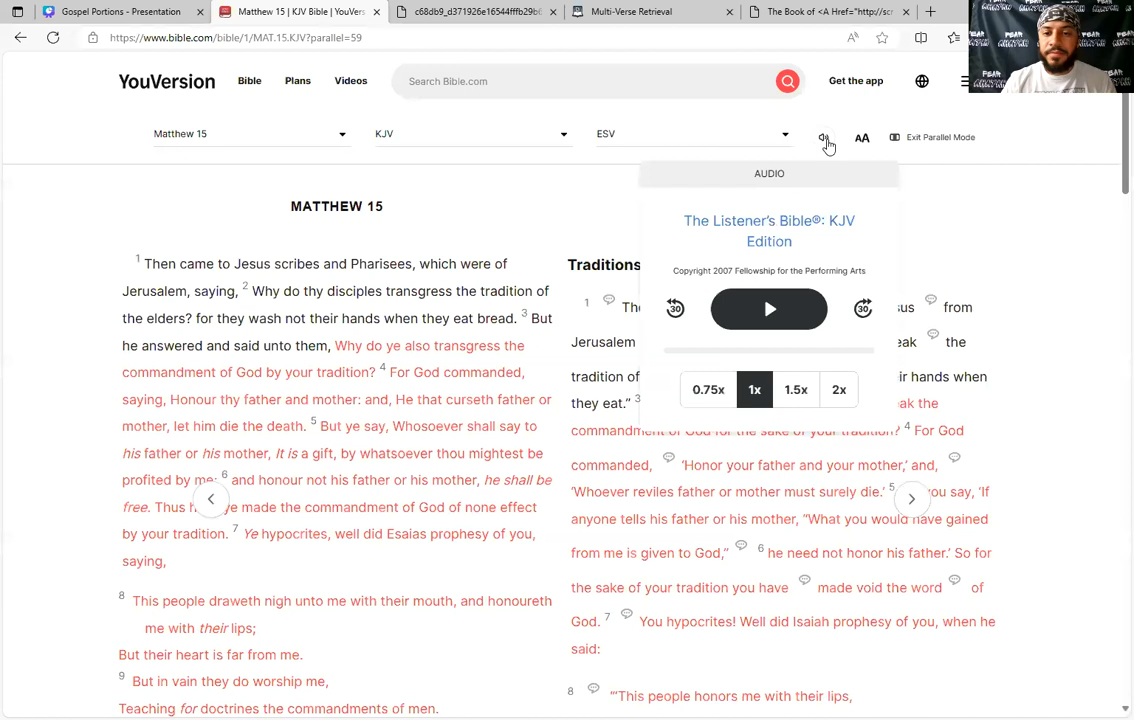 Gospel Portions - Presentation
Matthew 15 | KJV Bible | YouVers
c68db9_d371926e16544fffb29b6
Multi-Verse Retrieval
The Book of <A Href="http://scr
https://www.bible.com/bible/1/MAT.15.KJV?parallel=59
YouVersion
Bible
Plans
Videos
Search Bible.com
Get the app
Matthew 15
KJV
ESV
AA
Exit Parallel Mode
AUDIO
The Listener's Bible®: KJV
Edition
Copyright 2007 Fellowship for the Performing Arts
30
30
0.75x
1x
1.5x
2x
MATTHEW 15
1 Then came to Jesus scribes and Pharisees, which were of
Jerusalem, saying, 2 Why do thy disciples transgress the tradition of
the elders? for they wash not their hands when they eat bread. 3 But
he answered and said unto them, Why do ye also transgress the
commandment of God by your tradition? 4 For God commanded,
saying, Honour thy father and mother: and, He that curseth father or
mother, let him die the death. 5 But ye say, Whosoever shall say to
his father or his mother, It is a gift, by whatsoever thou mightest be
profited by me; 6 and honour not his father or his mother, he shall be
free. Thus ye made the commandment of God of none effect
by your tradition. 7 Ye hypocrites, well did Esaias prophesy of you,
saying,
8 This people draweth nigh unto me with their mouth, and honoureth
me with their lips;
But their heart is far from me.
9 But in vain they do worship me,
Teaching for doctrines the commandments of men.
Traditions
1 from
Jerusalem the
tradition of hands when
they eat." 3 the
commandment of God for the sake of your tradition? 4 For God
commanded, 'Honor your father and your mother,' and,
'Whoever reviles father or mother must surely die.' 5 you say, 'If
anyone tells his father or his mother, "What you would have gained
from me is given to God," 6 he need not honor his father.' So for
the sake of your tradition you have made void the word of
God. 7 You hypocrites! Well did Isaiah prophesy of you, when he
said:
8 "'This people honors me with their lips,